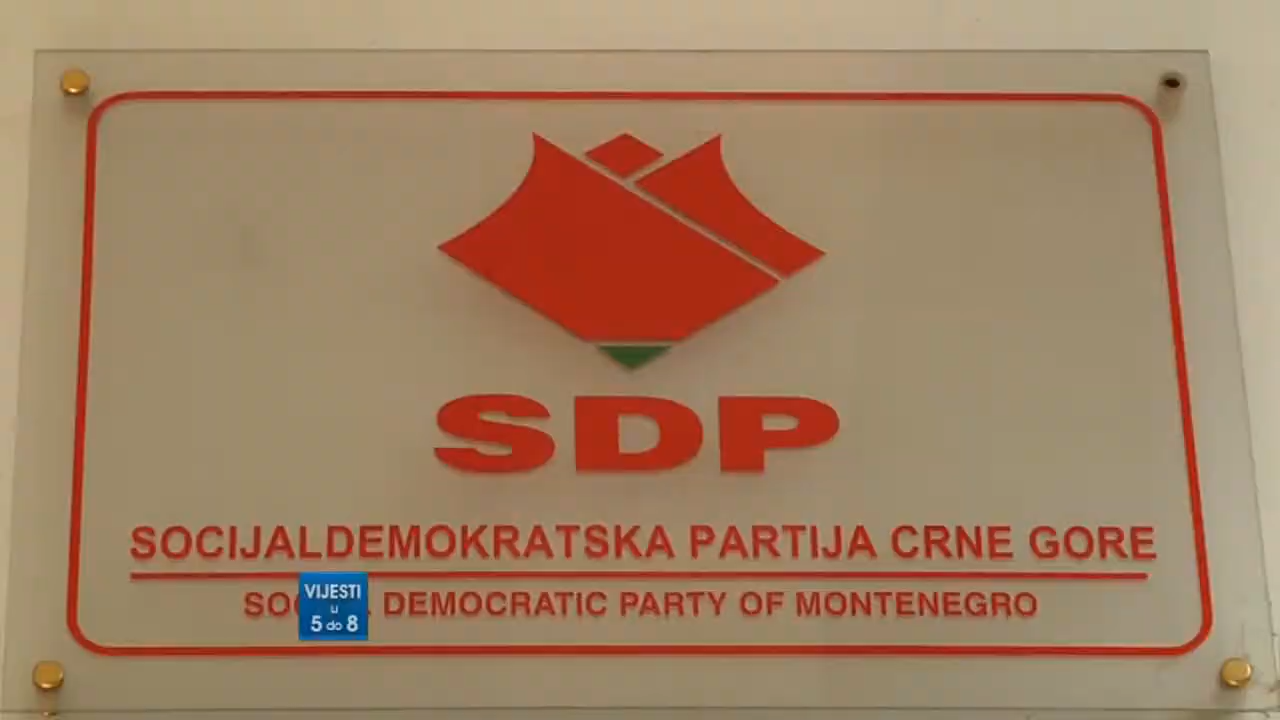 SDP
SOCIJALDEMOKRATSKA PARTIJA CRNE GORE
DEMOCRATIC PARTY OF MONTENEGRO
VIJESTI
u
5 do 8